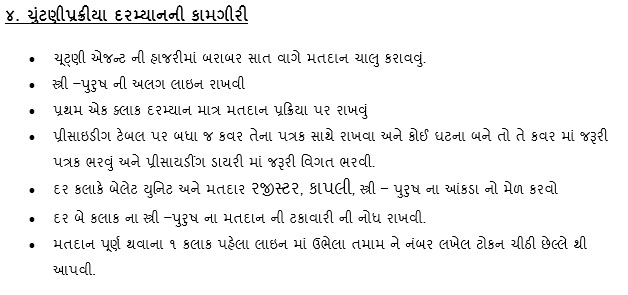 ૪. ચુંટણીપ્રક્રીયા દરમ્યાનની કામગીરી
• ચૂટ્ણી એજન્ટ ની હાજરીમાં બરાબર સાત વાગે મતદાન ચાલુ કરાવવું.
• સ્ત્રી –પુરુષ ની અલગ લાઇન રાખવી
• પ્રથમ એક કલાક દરમ્યાન માત્ર મતદાન પ્રક્રિયા પર રાખવું
• પ્રીસાઇડીગ ટેબલ પર બધા જ કવર તેના પત્રક સાથે રાખવા અને કોઈ ઘટના બને તો તે કવર માં જરૂરી
પત્રક ભરવું અને પ્રીસાયડીંગ ડાયરી માં જરૂરી વિગત ભરવી.
• દર કલાકે બેલેટ યુનિટ અને મતદાર રજીસ્ટર, કાપલી, સ્ત્રી – પુરુષ ના આંકડા નો મેળ કરવો
• દર બે કલાક ના સ્ત્રી –પુરુષ ના મતદાન ની ટકાવારી ની નોધ રાખવી.
• મતદાન પૂર્ણ થવાના ૧ કલાક પહેલા લાઇન માં ઉભેલા તમામ ને નંબર લખેલ ટોકન ચીઠી છેલ્લે થી
આપવી.